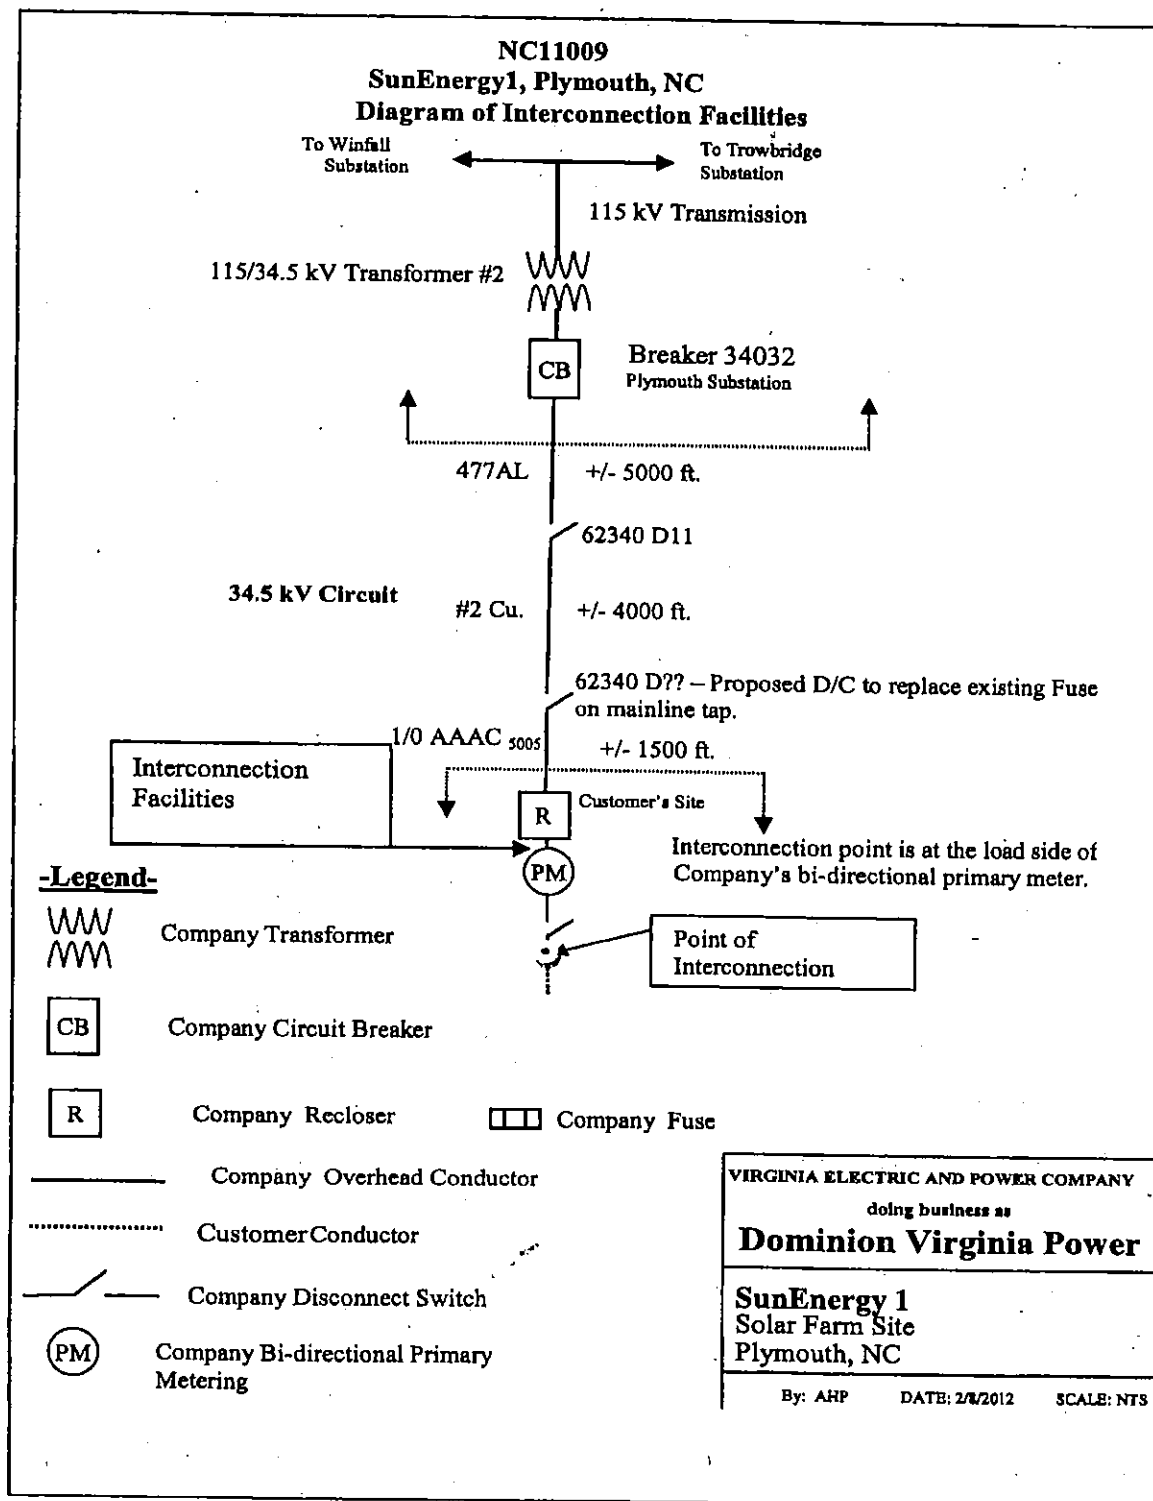 NC11009
SunEnergy1, Plymouth, NC
Diagram of Interconnection Facilities
To Winfall
Substation
To Trowbridge
Substation
115 kV Transmission
115/34.5 kV Transformer #2
CB
Breaker 34032
Plymouth Substation
477AL
+/- 5000 ft.
62340 D11
34.5 kV Circuit
#2 Cu.
+/- 4000 ft.
62340 D?? – Proposed D/C to replace existing Fuse
on mainline tap.
1/0 AAAC 5005
+/- 1500 ft.
Interconnection
Facilities
R
Customer's Site
PM
Interconnection point is at the load side of
Company's bi-directional primary meter.
Point of
Interconnection
-Legend-
Company Transformer
CB
Company Circuit Breaker
R
Company Recloser
Company Fuse
Company Overhead Conductor
Customer Conductor
Company Disconnect Switch
PM
Company Bi-directional Primary
Metering
VIRGINIA ELECTRIC AND POWER COMPANY
doing business as
Dominion Virginia Power
SunEnergy 1
Solar Farm Site
Plymouth, NC
By: AHP DATE: 2/8/2012 SCALE: NTS